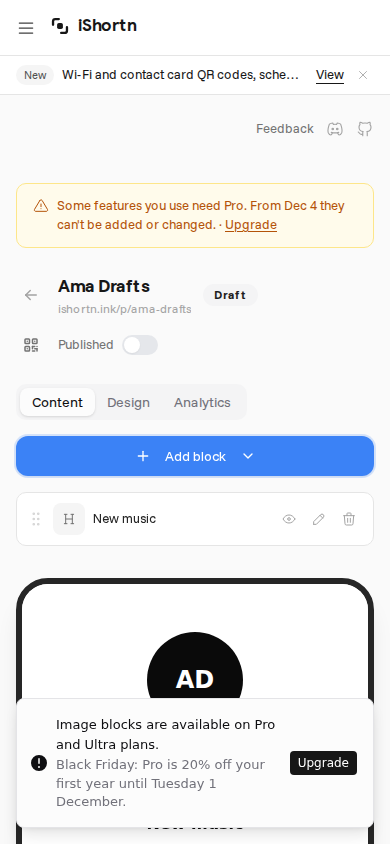 iShortn
New Wi-Fi and contact card QR codes, sche... View
Feedback
Some features you use need Pro. From Dec 4 they
can't be added or changed. · Upgrade
Ama Drafts
Draft
ishortn.ink/p/ama-drafts
Published
Content Design Analytics
Add block
H New music
AD
Image blocks are available on Pro
and Ultra plans.
Black Friday: Pro is 20% off your
first year until Tuesday 1
December.
Upgrade